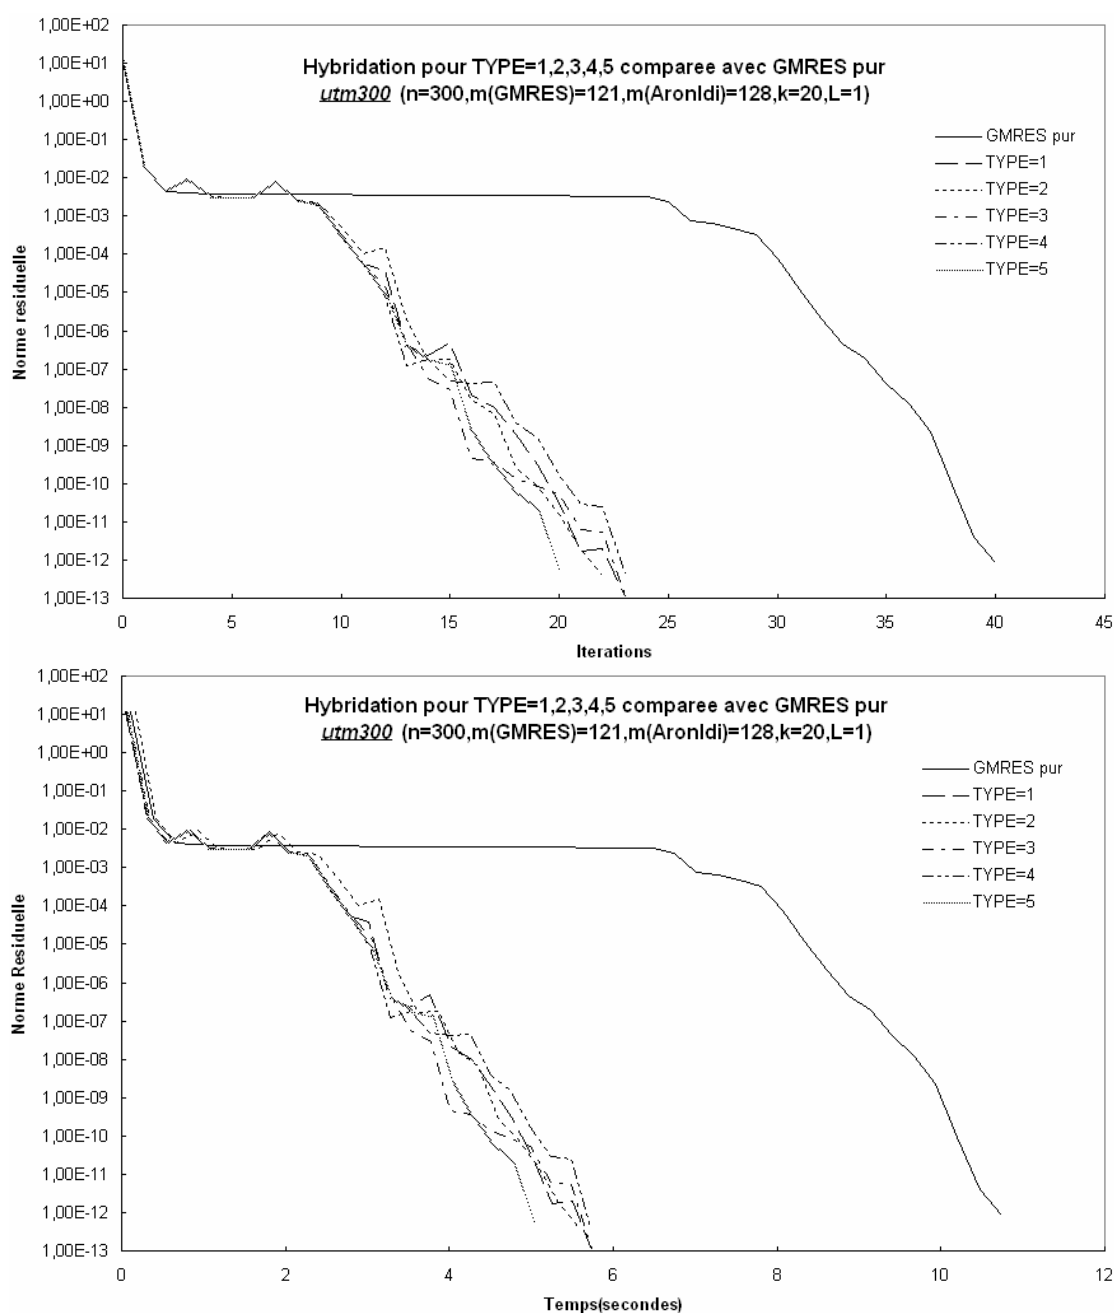 Hybridation pour TYPE=1,2,3,4,5 comparee avec GMRES pur
utm300 (n=300,m(GMRES)=121,m(Aronldi)=128,k=20,L=1)
1,00E+02
1,00E+01
1,00E+00
1,00E-01
1,00E-02
1,00E-03
1,00E-04
1,00E-05
1,00E-06
1,00E-07
1,00E-08
1,00E-09
1,00E-10
1,00E-11
1,00E-12
1,00E-13
Norme residuelle
GMRES pur
TYPE=1
TYPE=2
TYPE=3
TYPE=4
TYPE=5
0 5 10 15 20 25 30 35 40 45
Iterations
Hybridation pour TYPE=1,2,3,4,5 comparee avec GMRES pur
utm300 (n=300,m(GMRES)=121,m(Aronldi)=128,k=20,L=1)
1,00E+02
1,00E+01
1,00E+00
1,00E-01
1,00E-02
1,00E-03
1,00E-04
1,00E-05
1,00E-06
1,00E-07
1,00E-08
1,00E-09
1,00E-10
1,00E-11
1,00E-12
1,00E-13
Norme Residuelle
GMRES pur
TYPE=1
TYPE=2
TYPE=3
TYPE=4
TYPE=5
0 2 4 6 8 10 12
Temps(secondes)